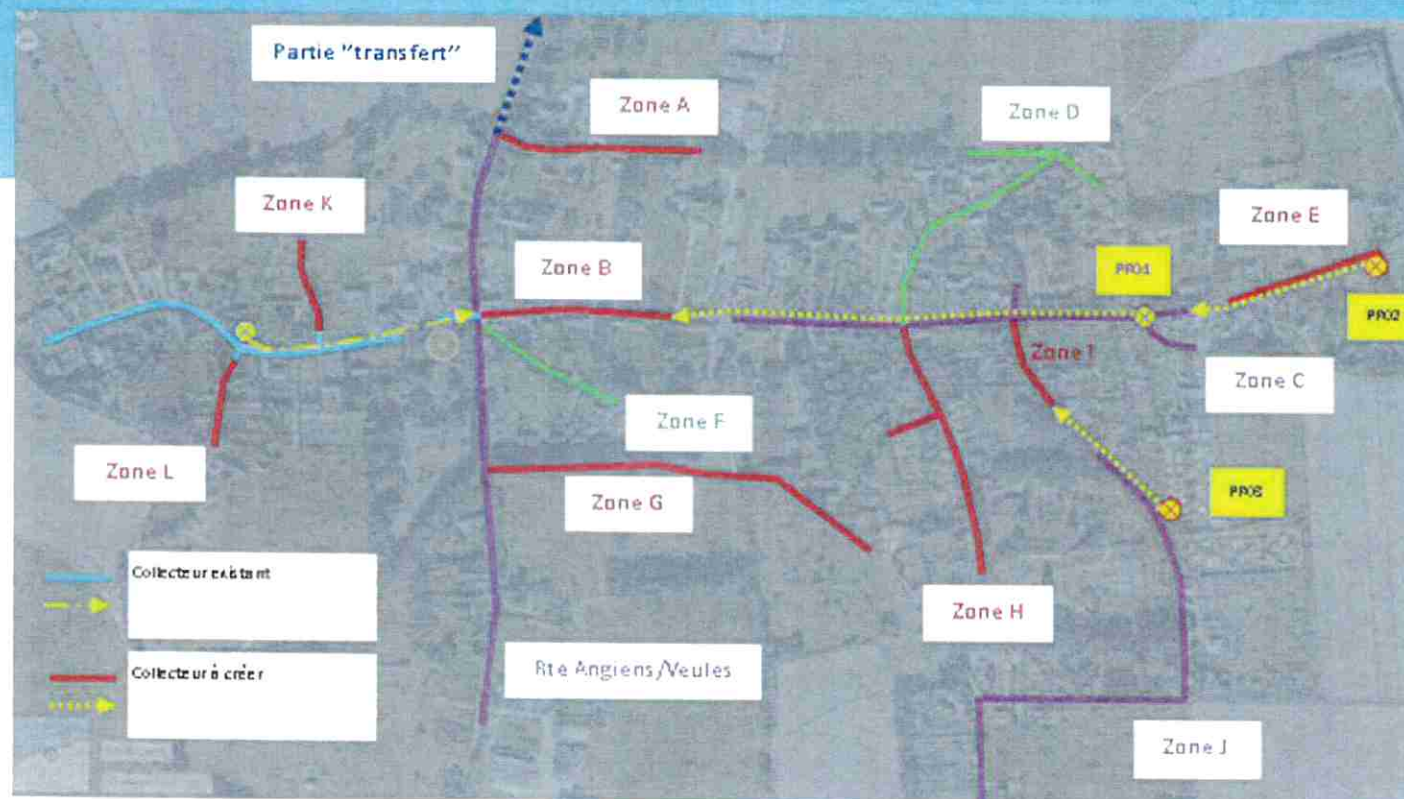 Partie "transfert"
Zone A
Zone D
Zone K
Zone E
Zone B
PR01
PR02
Zone I
Zone C
Zone F
Zone L
Zone G
PR03
Collecteur existant
Zone H
Collecteur à créer
Rte Angiens/Veules
Zone J